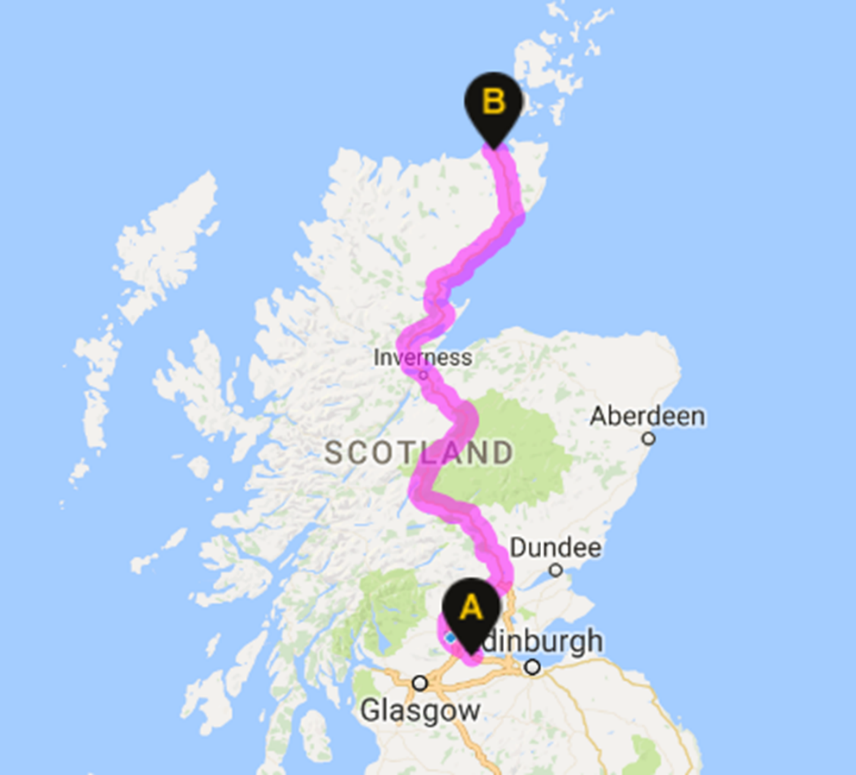 B
Inverness
Aberdeen
SCOTLAND
Dundee
A
dinburgh
Glasgow